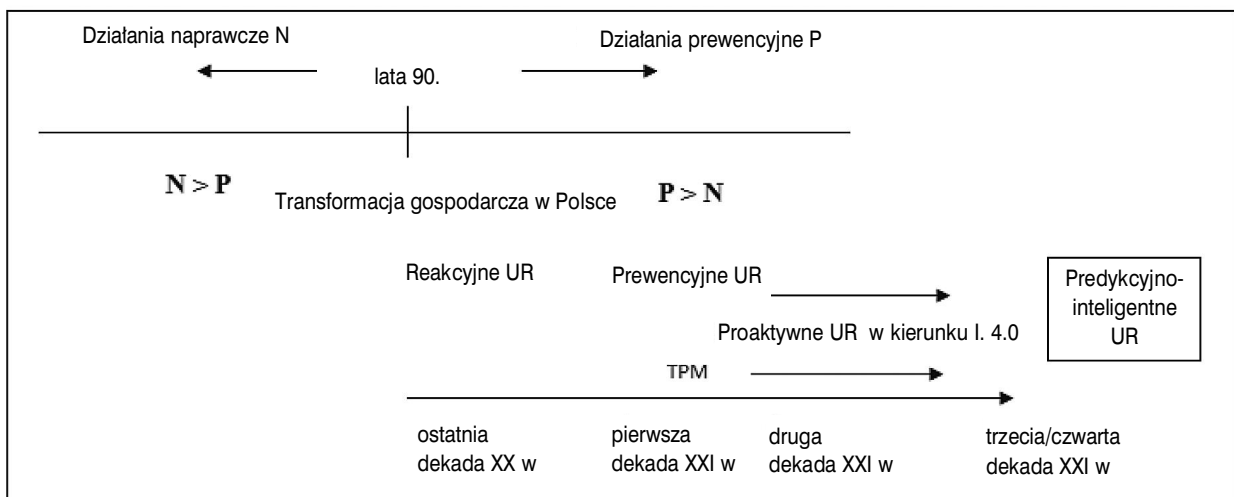 Działania naprawcze N
Działania prewencyjne P
lata 90.
N > P
Transformacja gospodarcza w Polsce
P > N
Reakcyjne UR
Prewencyjne UR
Predykcyjno-
inteligentne
UR
Proaktywne UR w kierunku I. 4.0
TPM
ostatnia
dekada XX w
pierwsza
dekada XXI w
druga
dekada XXI w
trzecia/czwarta
dekada XXI w